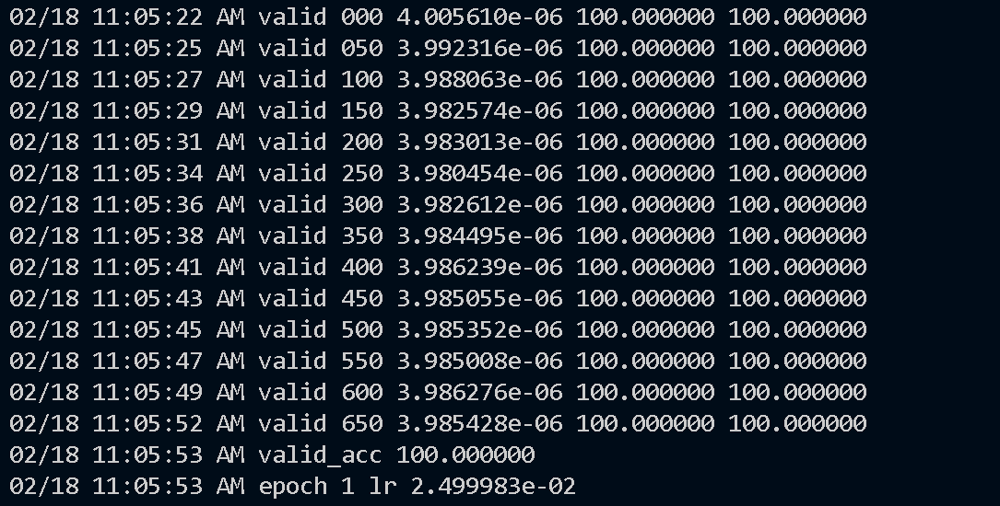 02/18 11:05:22 AM valid 000 4.005610e-06 100.000000 100.000000
02/18 11:05:25 AM valid 050 3.992316e-06 100.000000 100.000000
02/18 11:05:27 AM valid 100 3.988063e-06 100.000000 100.000000
02/18 11:05:29 AM valid 150 3.982574e-06 100.000000 100.000000
02/18 11:05:31 AM valid 200 3.983013e-06 100.000000 100.000000
02/18 11:05:34 AM valid 250 3.980454e-06 100.000000 100.000000
02/18 11:05:36 AM valid 300 3.982612e-06 100.000000 100.000000
02/18 11:05:38 AM valid 350 3.984495e-06 100.000000 100.000000
02/18 11:05:41 AM valid 400 3.986239e-06 100.000000 100.000000
02/18 11:05:43 AM valid 450 3.985055e-06 100.000000 100.000000
02/18 11:05:45 AM valid 500 3.985352e-06 100.000000 100.000000
02/18 11:05:47 AM valid 550 3.985008e-06 100.000000 100.000000
02/18 11:05:49 AM valid 600 3.986276e-06 100.000000 100.000000
02/18 11:05:52 AM valid 650 3.985428e-06 100.000000 100.000000
02/18 11:05:53 AM valid_acc 100.000000
02/18 11:05:53 AM epoch 1 lr 2.499983e-02